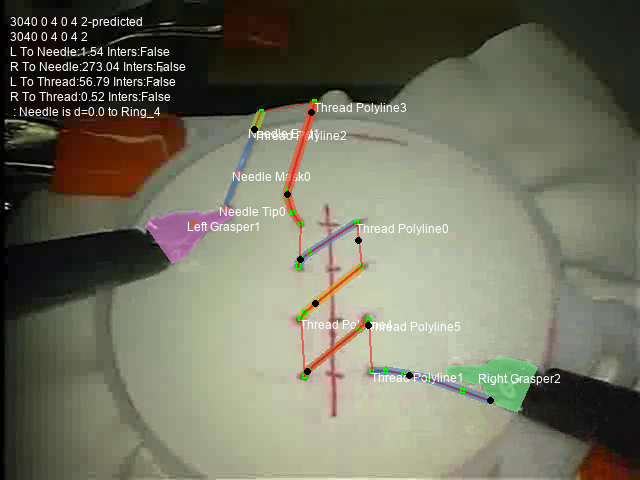 3040 0 4 0 4 2-predicted
3040 0 4 0 4 2
L To Needle:1.54 Inters:False
R To Needle:273.04 Inters:False
L To Thread:56.79 Inters:False
R To Thread:0.52 Inters:False
: Needle is d=0.0 to Ring_4
Thread Polyline3
Thread Polyline2
Needle Mask0
Needle Tip0
Left Grasper1
Thread Polyline0
Thread Polyline5
Thread Polyline1
Right Grasper2